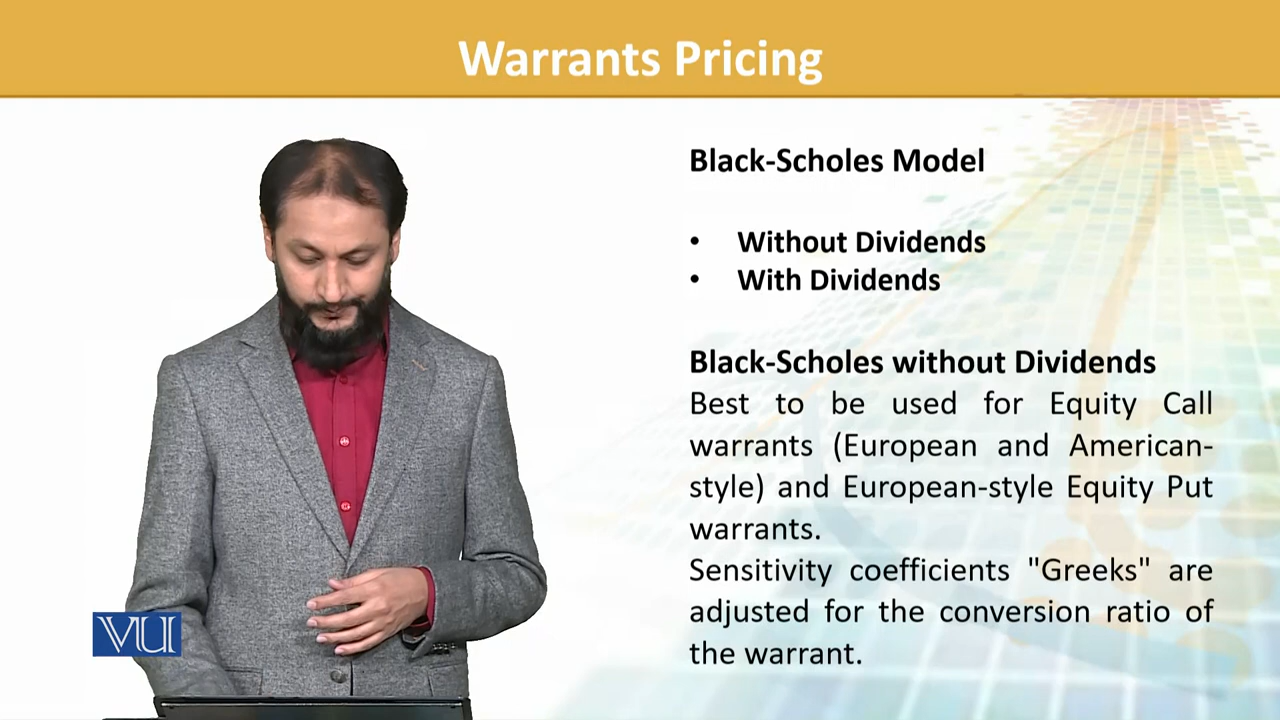 Warrants Pricing
Black-Scholes Model
• Without Dividends
• With Dividends
Black-Scholes without Dividends
Best to be used for Equity Call
warrants (European and American-
style) and European-style Equity Put
warrants.
Sensitivity coefficients "Greeks" are
adjusted for the conversion ratio of
the warrant.
VU